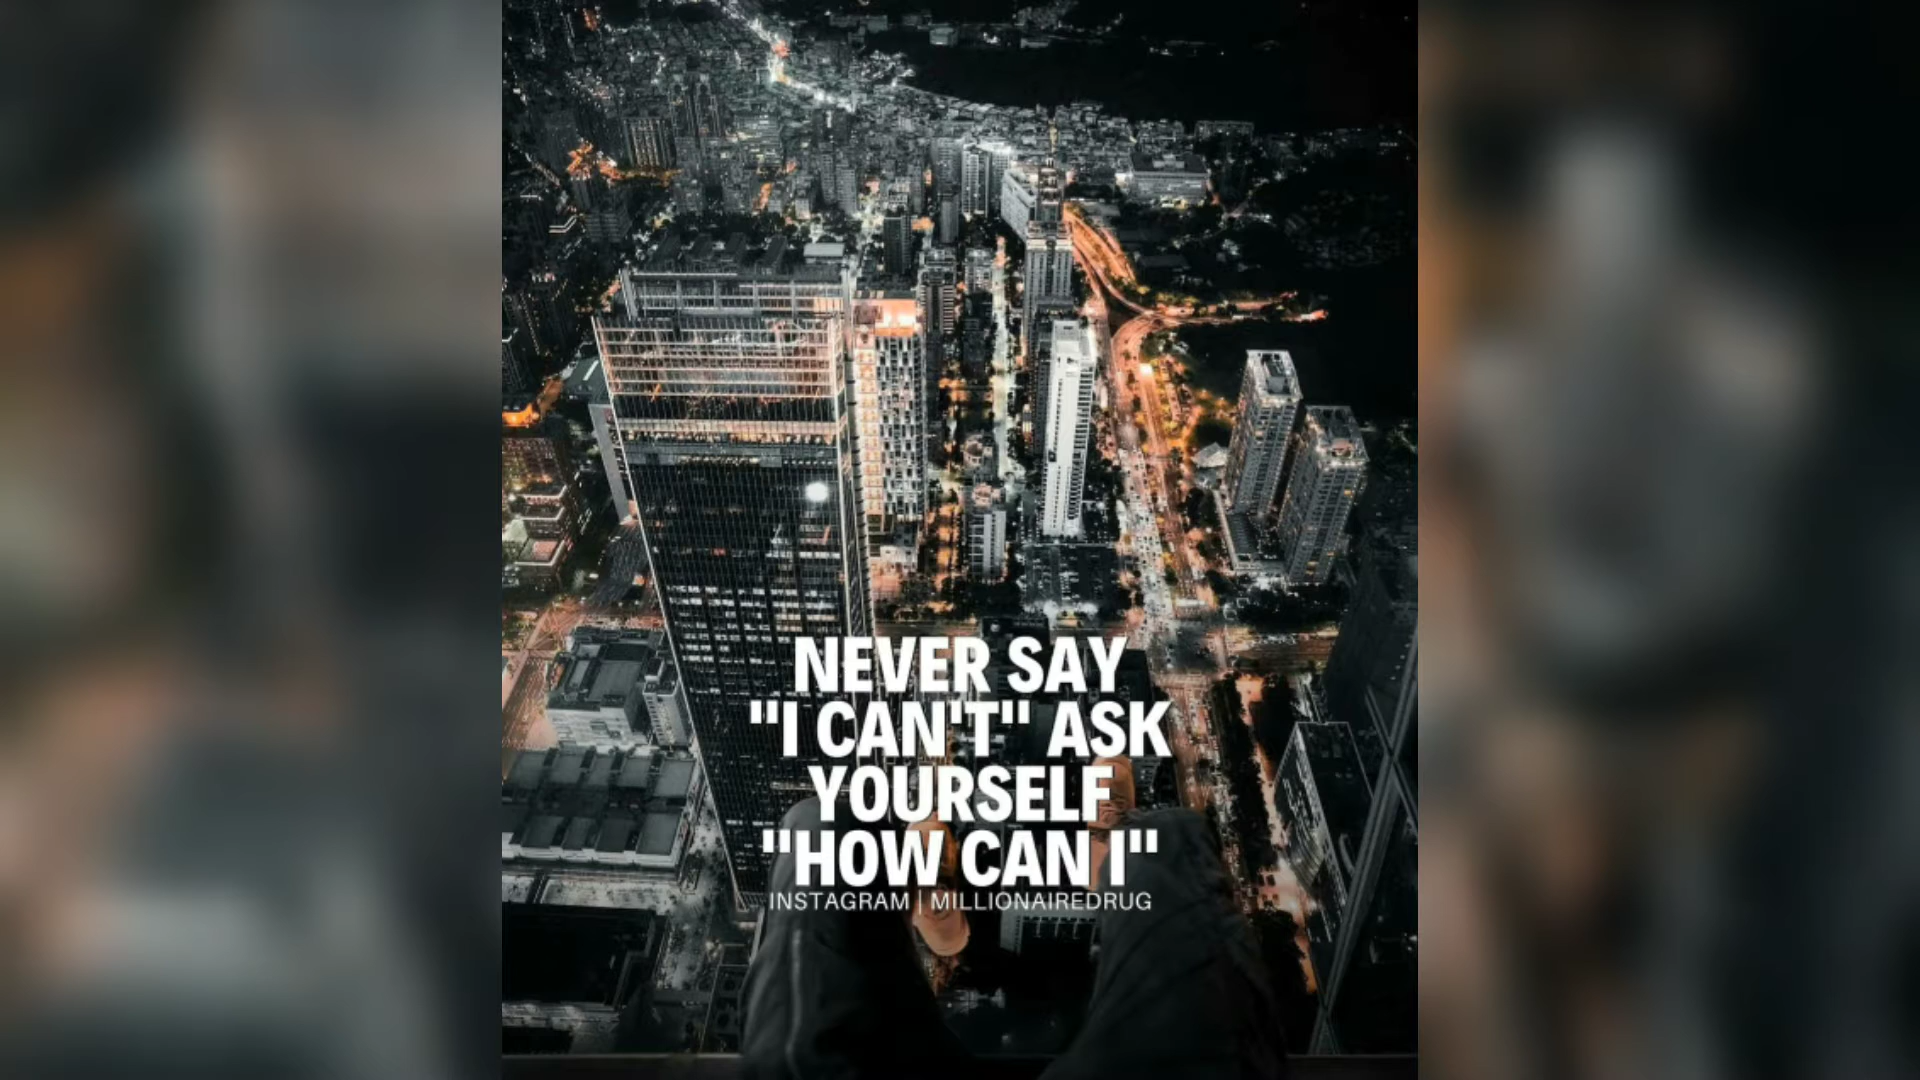 NEVER SAY
"I CAN'T" ASK
YOURSELF
"HOW CAN I"
INSTAGRAM | MILLIONAIREDRUG